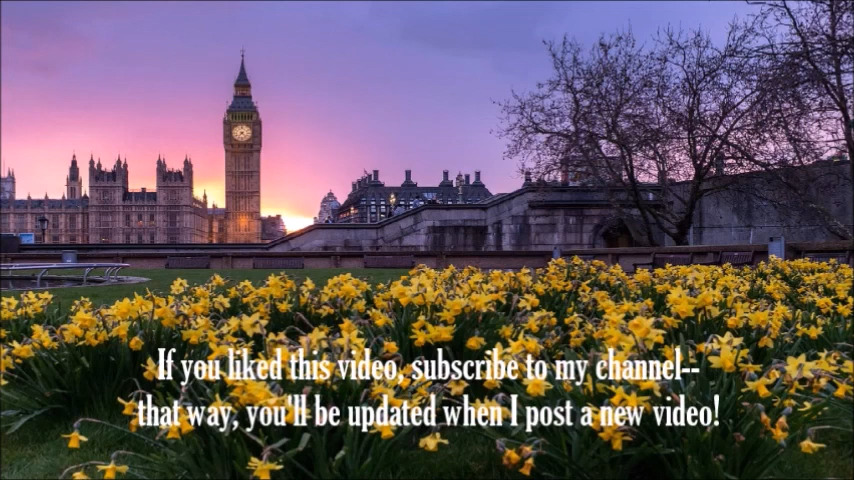 If you liked this video, subscribe to my channel--
that way, you'll be updated when I post a new video!